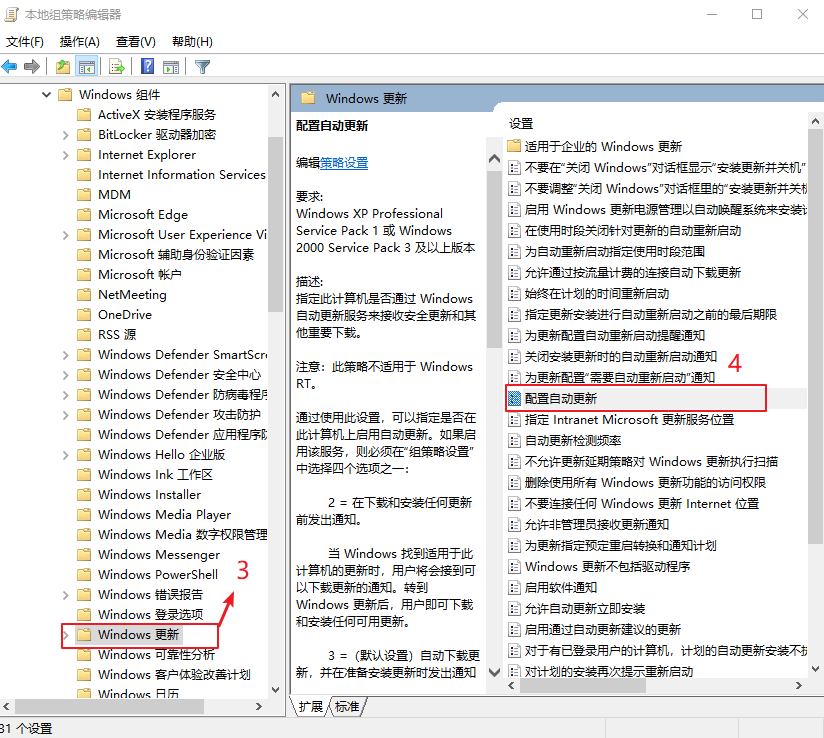 本地组策略编辑器
文件(F) 操作(A) 查看(V) 帮助(H)
Windows 组件
ActiveX 安装程序服务
BitLocker 驱动器加密
Internet Explorer
Internet Information Services
MDM
Microsoft Edge
Microsoft User Experience Vi
Microsoft 辅助身份验证因素
Microsoft 帐户
NetMeeting
OneDrive
RSS 源
Windows Defender SmartScre
Windows Defender 安全中心
Windows Defender 防病毒程序
Windows Defender 攻击防护
Windows Defender 应用程序防
Windows Hello 企业版
Windows Ink 工作区
Windows Installer
Windows Media Player
Windows Media 数字权限管理
Windows Messenger
Windows PowerShell
3
Windows 错误报告
Windows 登录选项
Windows 更新
Windows 可靠性分析
Windows 客户体验改善计划
Windows 日历
Windows 更新
配置自动更新
编辑策略设置
要求:
Windows XP Professional
Service Pack 1 或 Windows
2000 Service Pack 3 及以上版本
描述:
指定此计算机是否通过 Windows
自动更新服务来接收安全更新和其
他重要下载。
注意：此策略不适用于 Windows
RT。
通过使用此设置，可以指定是否在
此计算机上启用自动更新。如果启
用该服务，则必须在“组策略设置”
中选择四个选项之一：
2 = 在下载和安装任何更新
前发出通知。
当 Windows 找到适用于此
计算机的更新时，用户将会接到可
以下载更新的通知。转到
Windows 更新后，用户即可下载
和安装任何可用更新。
3 =（默认设置）自动下载更
新，并在准备安装更新时发出通知
设置
适用于企业的 Windows 更新
不要在“关闭 Windows”对话框显示“安装更新并关机”
不要调整“关闭 Windows”对话框里的“安装更新并关机
启用 Windows 更新电源管理以自动唤醒系统来安装计
在使用时段关闭针对更新的自动重新启动
为自动重新启动指定使用时段范围
允许通过按流量计费的连接自动下载更新
始终在计划的时间重新启动
指定更新安装进行自动重新启动之前的最后期限
为更新配置自动重新启动提醒通知
关闭安装更新时的自动重新启动通知
4
为更新配置“需要自动重新启动”通知
配置自动更新
指定 Intranet Microsoft 更新服务位置
自动更新检测频率
不允许更新延期策略对 Windows 更新执行扫描
删除使用所有 Windows 更新功能的访问权限
不要连接任何 Windows 更新 Internet 位置
允许非管理员接收更新通知
为更新指定预定重启转换和通知计划
Windows 更新不包括驱动程序
启用软件通知
允许自动更新立即安装
启用通过自动更新建议的更新
对于有已登录用户的计算机，计划的自动更新安装不执
对计划的安装再次提示重新启动
扩展 标准
31 个设置